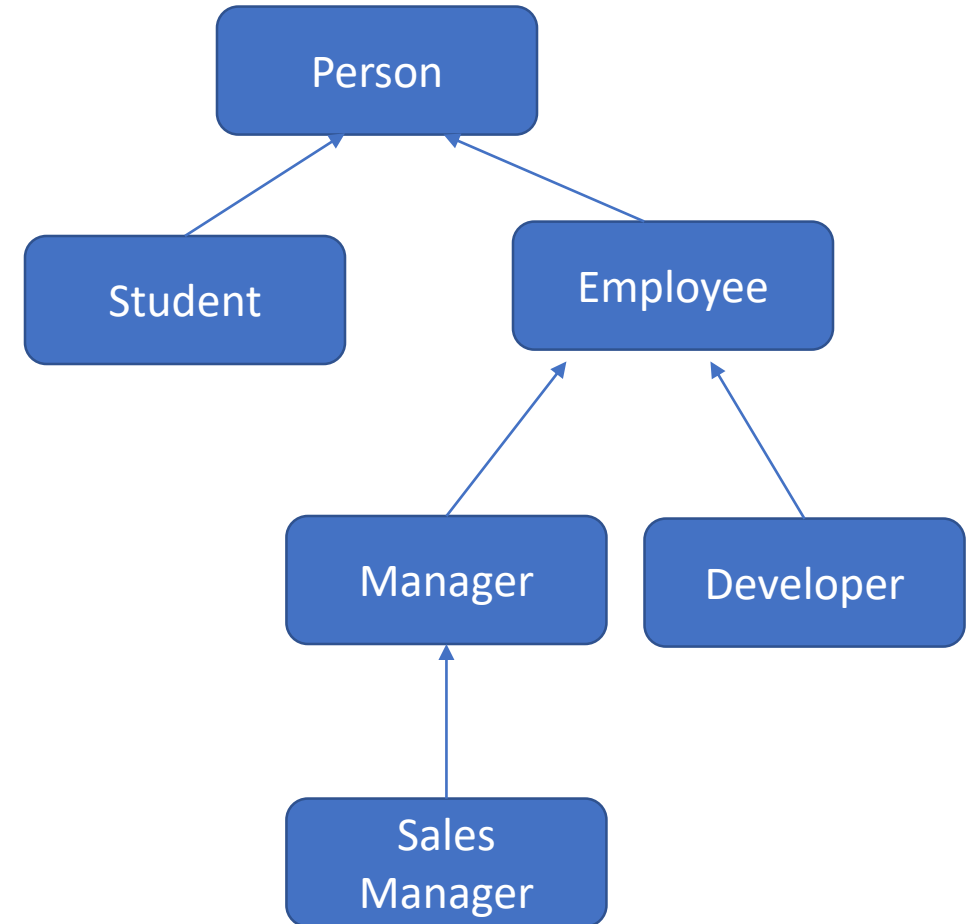 Person
Student
Employee
Manager
Developer
Sales
Manager